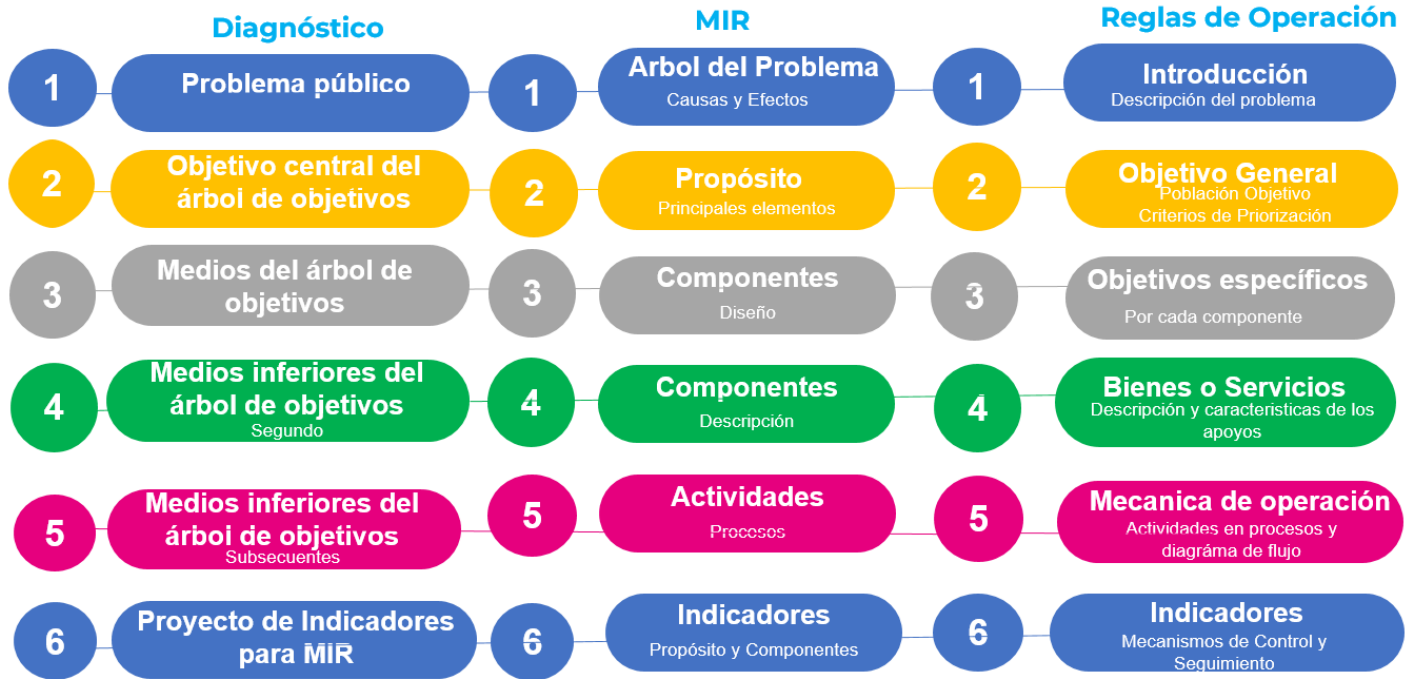 Diagnóstico
MIR
Reglas de Operación
1
Problema público
1
Arbol del Problema
Causas y Efectos
1
Introducción
Descripción del problema
2
Objetivo central del
árbol de objetivos
2
Propósito
Principales elementos
2
Objetivo General
Población Objetivo
Criterios de Priorización
3
Medios del árbol de
objetivos
3
Componentes
Diseño
3
Objetivos específicos
Por cada componente
4
Medios inferiores del
árbol de objetivos
Segundo
4
Componentes
Descripción
4
Bienes o Servicios
Descripción y caracteristicas de los
apoyos
5
Medios inferiores del
árbol de objetivos
Subsecuentes
5
Actividades
Procesos
5
Mecanica de operación
Actividades en procesos y
diagráma de flujo
6
Proyecto de Indicadores
para MIR
6
Indicadores
Propósito y Componentes
6
Indicadores
Mecanismos de Control y
Seguimiento